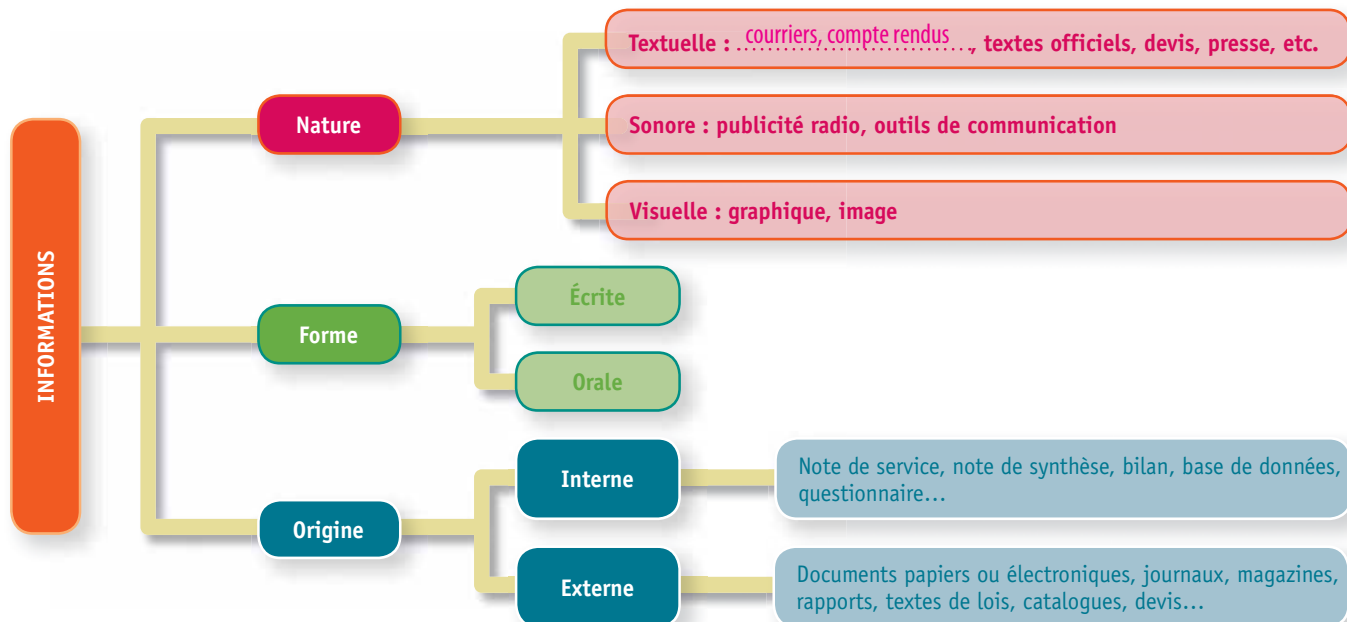 INFORMATIONS
Nature
Textuelle : courriers, compte rendus, textes officiels, devis, presse, etc.
Sonore : publicité radio, outils de communication
Visuelle : graphique, image
Forme
Écrite
Orale
Origine
Interne
Note de service, note de synthèse, bilan, base de données,
questionnaire…
Externe
Documents papiers ou électroniques, journaux, magazines,
rapports, textes de lois, catalogues, devis…